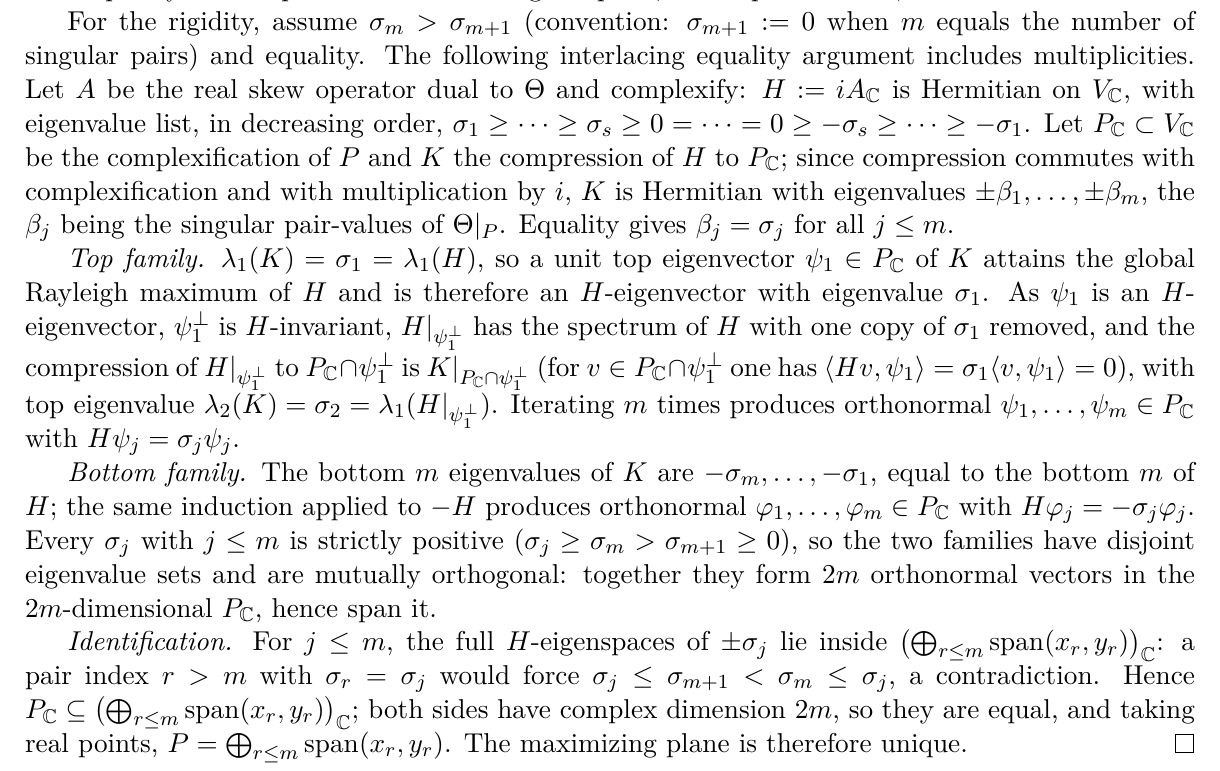 For the rigidity, assume σ_m > σ_{m+1} (convention: σ_{m+1} := 0 when m equals the number of
singular pairs) and equality. The following interlacing equality argument includes multiplicities.
Let A be the real skew operator dual to Θ and complexify: H := iA_ℂ is Hermitian on V_ℂ, with
eigenvalue list, in decreasing order, σ_1 ≥ ⋯ ≥ σ_s ≥ 0 = ⋯ = 0 ≥ −σ_s ≥ ⋯ ≥ −σ_1. Let P_ℂ ⊂ V_ℂ
be the complexification of P and K the compression of H to P_ℂ; since compression commutes with
complexification and with multiplication by i, K is Hermitian with eigenvalues ±β_1, …, ±β_m, the
β_j being the singular pair-values of Θ|_P. Equality gives β_j = σ_j for all j ≤ m.
Top family. λ_1(K) = σ_1 = λ_1(H), so a unit top eigenvector ψ_1 ∈ P_ℂ of K attains the global
Rayleigh maximum of H and is therefore an H-eigenvector with eigenvalue σ_1. As ψ_1 is an H-
eigenvector, ψ_1^⊥ is H-invariant, H|_{ψ_1^⊥} has the spectrum of H with one copy of σ_1 removed, and the
compression of H|_{ψ_1^⊥} to P_ℂ∩ψ_1^⊥ is K|_{P_ℂ∩ψ_1^⊥} (for v ∈ P_ℂ∩ψ_1^⊥ one has ⟨Hv, ψ_1⟩ = σ_1⟨v, ψ_1⟩ = 0), with
top eigenvalue λ_2(K) = σ_2 = λ_1(H|_{ψ_1^⊥}). Iterating m times produces orthonormal ψ_1, …, ψ_m ∈ P_ℂ
with Hψ_j = σ_jψ_j.
Bottom family. The bottom m eigenvalues of K are −σ_m, …, −σ_1, equal to the bottom m of
H; the same induction applied to −H produces orthonormal φ_1, …, φ_m ∈ P_ℂ with Hφ_j = −σ_jφ_j.
Every σ_j with j ≤ m is strictly positive (σ_j ≥ σ_m > σ_{m+1} ≥ 0), so the two families have disjoint
eigenvalue sets and are mutually orthogonal: together they form 2m orthonormal vectors in the
2m-dimensional P_ℂ, hence span it.
Identification. For j ≤ m, the full H-eigenspaces of ±σ_j lie inside (⊕_{r≤m} span(x_r, y_r))_ℂ: a
pair index r > m with σ_r = σ_j would force σ_j ≤ σ_{m+1} < σ_m ≤ σ_j, a contradiction. Hence
P_ℂ ⊆ (⊕_{r≤m} span(x_r, y_r))_ℂ; both sides have complex dimension 2m, so they are equal, and taking
real points, P = ⊕_{r≤m} span(x_r, y_r). The maximizing plane is therefore unique. □